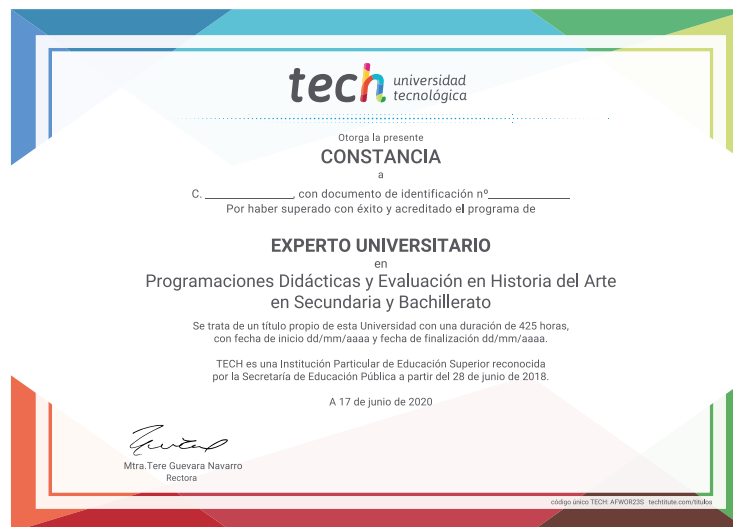 tech universidad
tecnológica
Otorga la presente
CONSTANCIA
a
C. ______________, con documento de identificación nº______________
Por haber superado con éxito y acreditado el programa de
EXPERTO UNIVERSITARIO
en
Programaciones Didácticas y Evaluación en Historia del Arte
en Secundaria y Bachillerato
Se trata de un título propio de esta Universidad con una duración de 425 horas,
con fecha de inicio dd/mm/aaaa y fecha de finalización dd/mm/aaaa.
TECH es una Institución Particular de Educación Superior reconocida
por la Secretaría de Educación Pública a partir del 28 de junio de 2018.
A 17 de junio de 2020
Mtra.Tere Guevara Navarro
Rectora
código único TECH: AFWOR23S techtitute.com/titulos